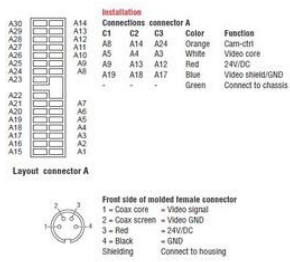 Installation
Connections connector A
C1 C2 C3 Color Function
A8 A14 A24 Orange Cam-ctrl
A5 A4 A3 White Video core
A9 A13 A12 Red 24V/DC
A19 A18 A17 Blue Video shield/GND
- - - Green Connect to chassis
A30 A14
A29 A13
A28 A12
A27 A11
A26 A10
A25 A9
A24 A8
A23
A22
A21 A7
A20 A6
A19 A5
A18 A4
A17 A3
A16 A2
A15 A1
Layout connector A
Front side of molded female connector
1 = Coax core = Video signal
2 = Coax screen = Video GND
3 = Red = 24V/DC
4 = Black = GND
Shielding Connect to housing
2 3
1 4